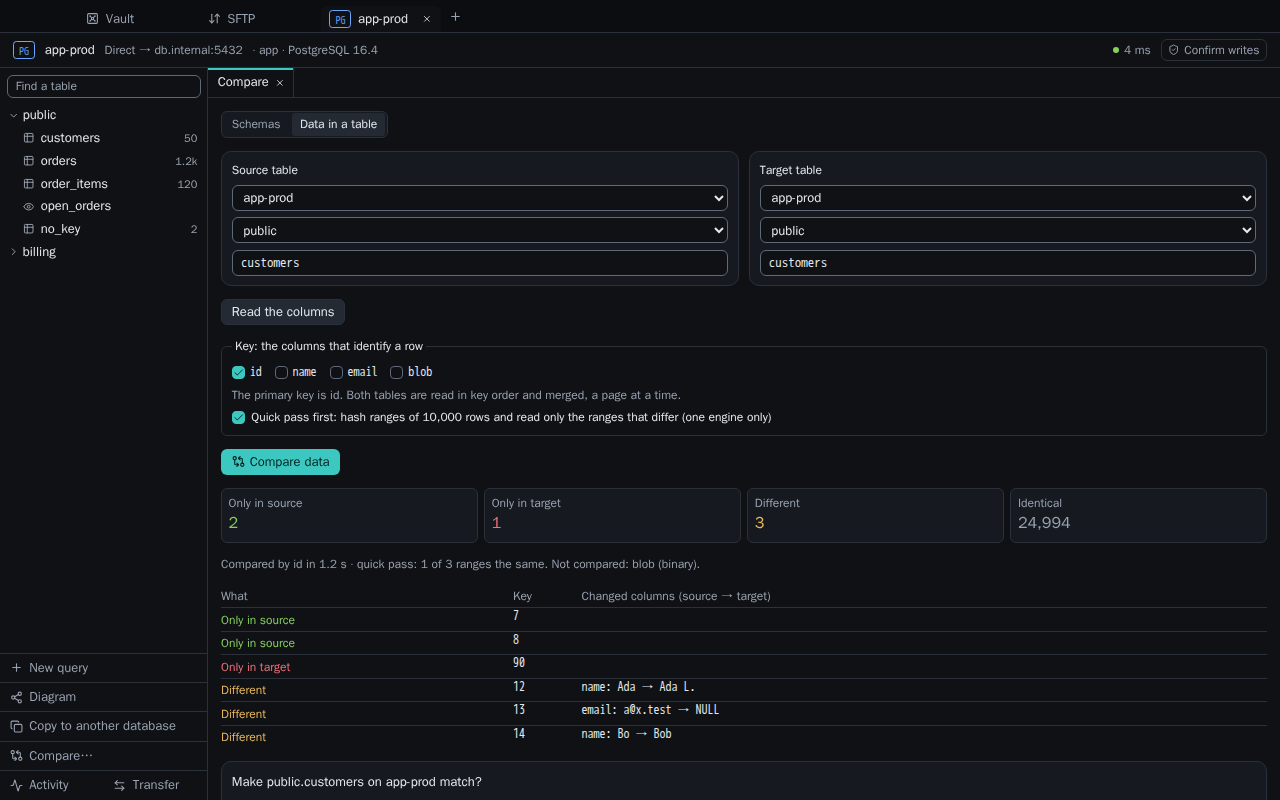 Vault
SFTP
PG app-prod × +
PG app-prod Direct → db.internal:5432 · app · PostgreSQL 16.4
4 ms
Confirm writes
Find a table
public
customers 50
orders 1.2k
order_items 120
open_orders
no_key 2
billing
New query
Diagram
Copy to another database
Compare···
Activity
Transfer
Compare ×
Schemas
Data in a table
Source table
app-prod
public
customers
Target table
app-prod
public
customers
Read the columns
Key: the columns that identify a row
id name email blob
The primary key is id. Both tables are read in key order and merged, a page at a time.
Quick pass first: hash ranges of 10,000 rows and read only the ranges that differ (one engine only)
Compare data
Only in source
2
Only in target
1
Different
3
Identical
24,994
Compared by id in 1.2 s · quick pass: 1 of 3 ranges the same. Not compared: blob (binary).
What Key Changed columns (source → target)
Only in source 7
Only in source 8
Only in target 90
Different 12 name: Ada → Ada L.
Different 13 email: a@x.test → NULL
Different 14 name: Bo → Bob
Make public.customers on app-prod match?